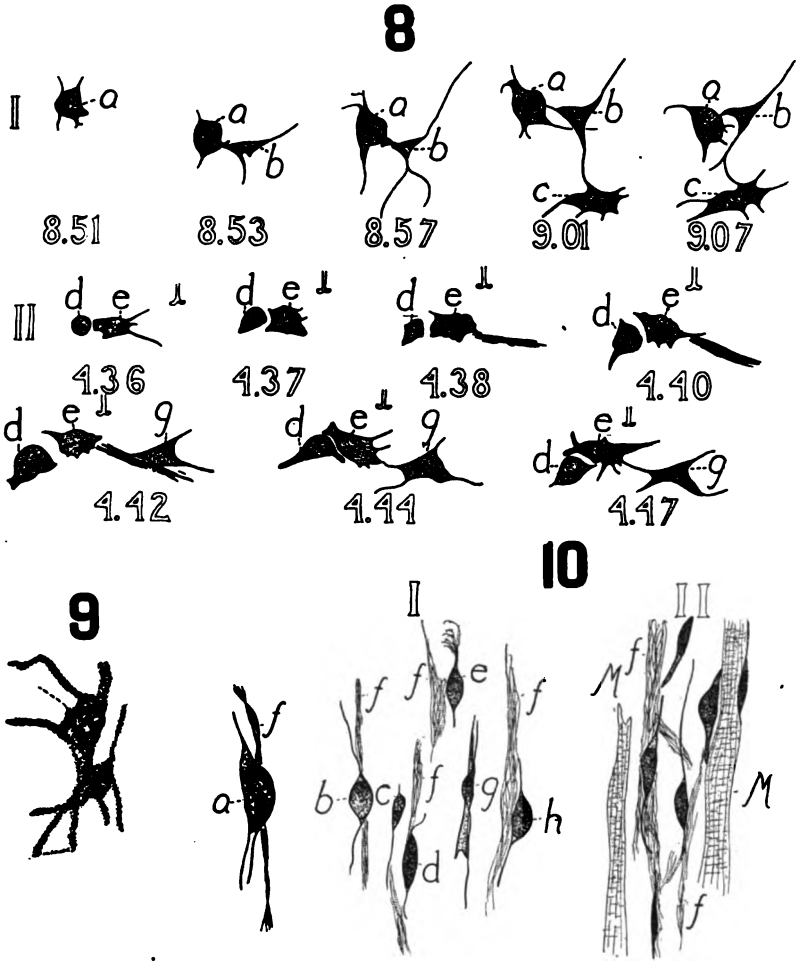 8
I a a b a b a b c a b c
8.51 8.53 8.57 9.01 9.07
II d e d e d e d e
4.36 4.37 4.38 4.40
d e g d e g d e g
4.42 4.44 4.47
10
9 I II
f e f f f M
f f a b c g h M
d
f